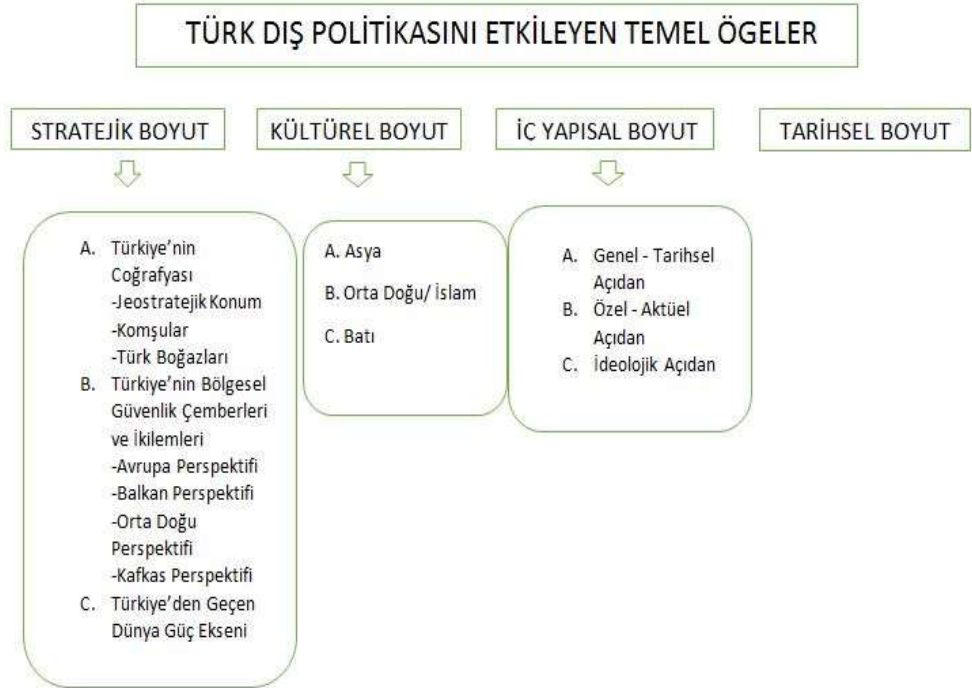 TÜRK DIŞ POLİTİKASINI ETKİLEYEN TEMEL ÖGELER
STRATEJİK BOYUT
KÜLTÜREL BOYUT
İÇ YAPISAL BOYUT
TARİHSEL BOYUT
A. Türkiye’nin
Coğrafyası
-Jeostratejik Konum
-Komşular
-Türk Boğazları
B. Türkiye’nin Bölgesel
Güvenlik Çemberleri
ve İkilemleri
-Avrupa Perspektifi
-Balkan Perspektifi
-Orta Doğu
Perspektifi
-Kafkas Perspektifi
C. Türkiye’den Geçen
Dünya Güç Ekseni
A. Asya
B. Orta Doğu/ İslam
C. Batı
A. Genel - Tarihsel
Açıdan
B. Özel - Aktüel
Açıdan
C. İdeolojik Açıdan